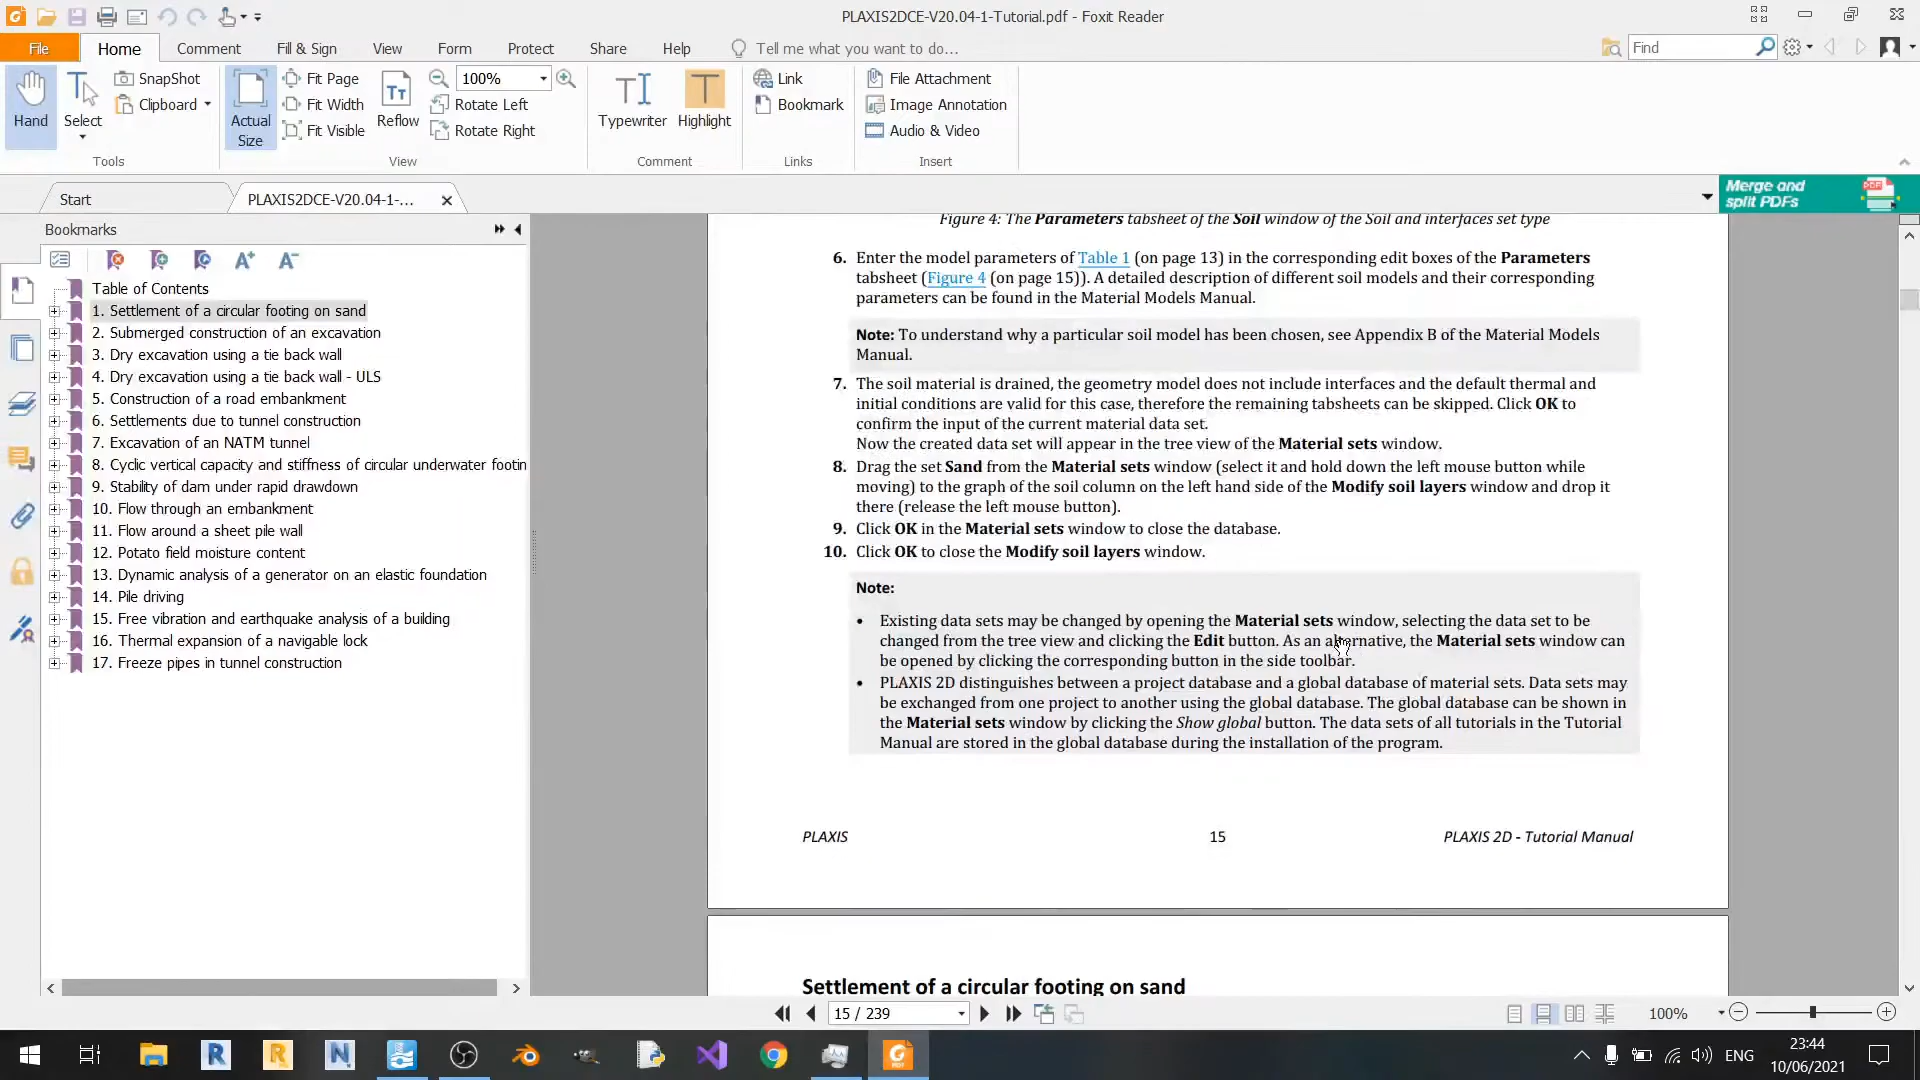 PLAXIS2DCE-V20.04-1-Tutorial.pdf - Foxit Reader
File
Home
Comment
Fill & Sign
View
Form
Protect
Share
Help
Tell me what you want to do...
Find
Hand
Select
SnapShot
Clipboard
Tools
Actual
Size
Fit Page
Fit Width
Fit Visible
Reflow
100%
Rotate Left
Rotate Right
View
Typewriter
Highlight
Comment
Link
Bookmark
Links
File Attachment
Image Annotation
Audio & Video
Insert
Start
PLAXIS2DCE-V20.04-1-...
Merge and
split PDFs
Bookmarks
Table of Contents
1. Settlement of a circular footing on sand
2. Submerged construction of an excavation
3. Dry excavation using a tie back wall
4. Dry excavation using a tie back wall - ULS
5. Construction of a road embankment
6. Settlements due to tunnel construction
7. Excavation of an NATM tunnel
8. Cyclic vertical capacity and stiffness of circular underwater footin
9. Stability of dam under rapid drawdown
10. Flow through an embankment
11. Flow around a sheet pile wall
12. Potato field moisture content
13. Dynamic analysis of a generator on an elastic foundation
14. Pile driving
15. Free vibration and earthquake analysis of a building
16. Thermal expansion of a navigable lock
17. Freeze pipes in tunnel construction
Figure 4: The Parameters tabsheet of the Soil window of the Soil and interfaces set type
6. Enter the model parameters of Table 1 (on page 13) in the corresponding edit boxes of the Parameters
tabsheet (Figure 4 (on page 15)). A detailed description of different soil models and their corresponding
parameters can be found in the Material Models Manual.
Note: To understand why a particular soil model has been chosen, see Appendix B of the Material Models
Manual.
7. The soil material is drained, the geometry model does not include interfaces and the default thermal and
initial conditions are valid for this case, therefore the remaining tabsheets can be skipped. Click OK to
confirm the input of the current material data set.
Now the created data set will appear in the tree view of the Material sets window.
8. Drag the set Sand from the Material sets window (select it and hold down the left mouse button while
moving) to the graph of the soil column on the left hand side of the Modify soil layers window and drop it
there (release the left mouse button).
9. Click OK in the Material sets window to close the database.
10. Click OK to close the Modify soil layers window.
Note:
• Existing data sets may be changed by opening the Material sets window, selecting the data set to be
changed from the tree view and clicking the Edit button. As an alternative, the Material sets window can
be opened by clicking the corresponding button in the side toolbar.
• PLAXIS 2D distinguishes between a project database and a global database of material sets. Data sets may
be exchanged from one project to another using the global database. The global database can be shown in
the Material sets window by clicking the Show global button. The data sets of all tutorials in the Tutorial
Manual are stored in the global database during the installation of the program.
PLAXIS
15
PLAXIS 2D - Tutorial Manual
Settlement of a circular footing on sand
15 / 239
100%
ENG
23:44
10/06/2021